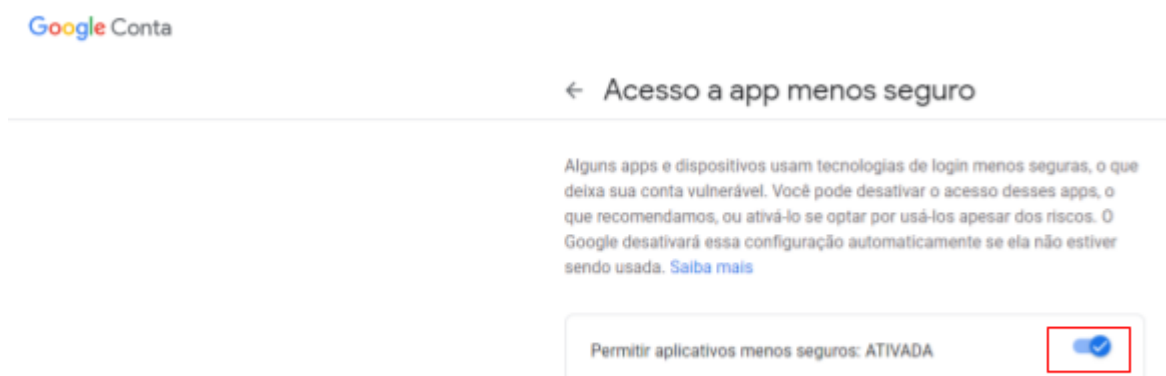 Google Conta
← Acesso a app menos seguro
Alguns apps e dispositivos usam tecnologias de login menos seguras, o que
deixa sua conta vulnerável. Você pode desativar o acesso desses apps, o
que recomendamos, ou ativá-lo se optar por usá-los apesar dos riscos. O
Google desativará essa configuração automaticamente se ela não estiver
sendo usada. Saiba mais
Permitir aplicativos menos seguros: ATIVADA